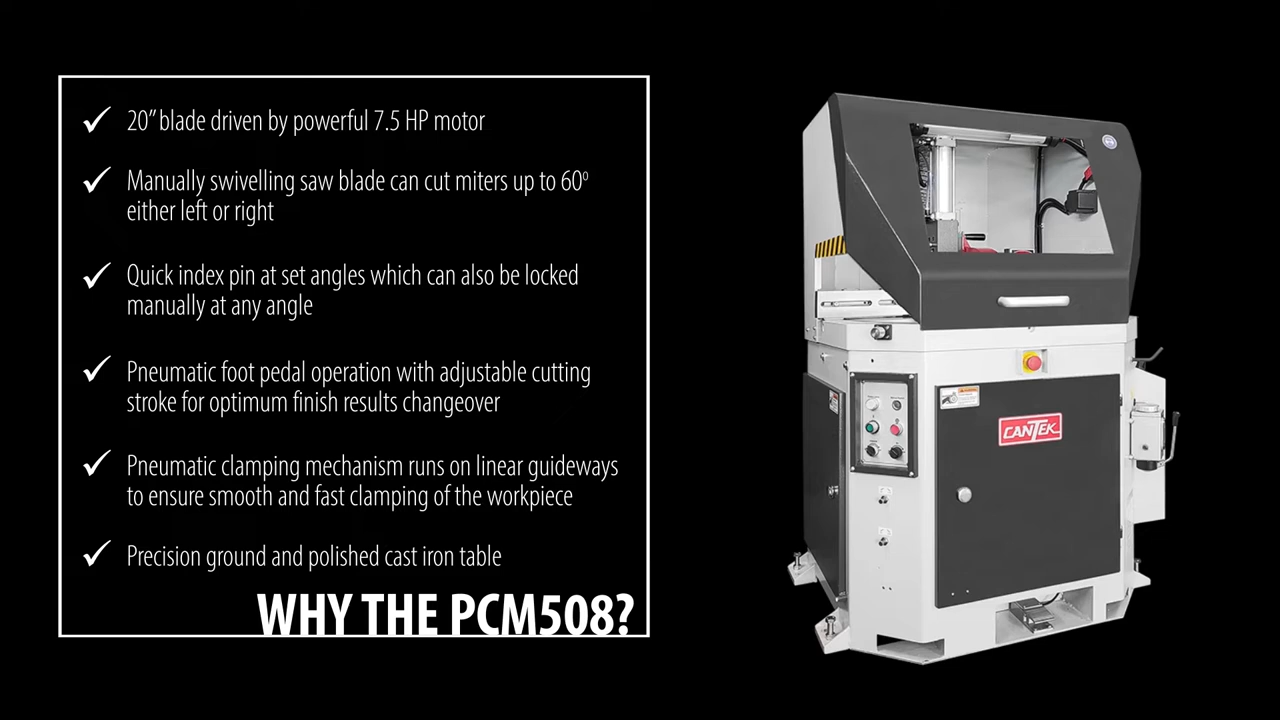 20” blade driven by powerful 7.5 HP motor
Manually swivelling saw blade can cut miters up to 60º
either left or right
Quick index pin at set angles which can also be locked
manually at any angle
Pneumatic foot pedal operation with adjustable cutting
stroke for optimum finish results changeover
Pneumatic clamping mechanism runs on linear guideways
to ensure smooth and fast clamping of the workpiece
Precision ground and polished cast iron table
WHY THE PCM508?
CANTEK